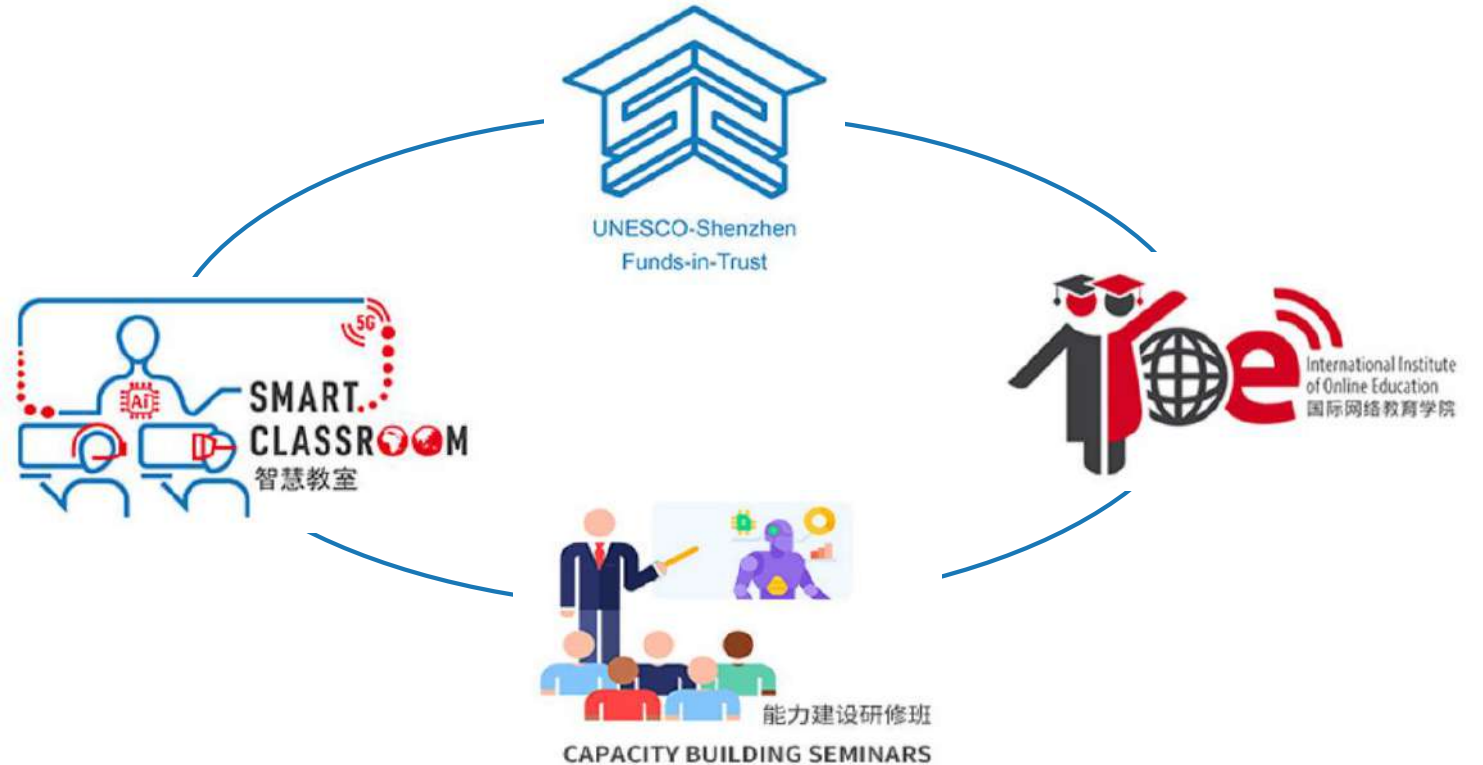 UNESCO-Shenzhen
Funds-in-Trust
5G
AI
SMART
CLASSROOM
智慧教室
IIOE
International Institute
of Online Education
国际网络教育学院
能力建设研修班
CAPACITY BUILDING SEMINARS